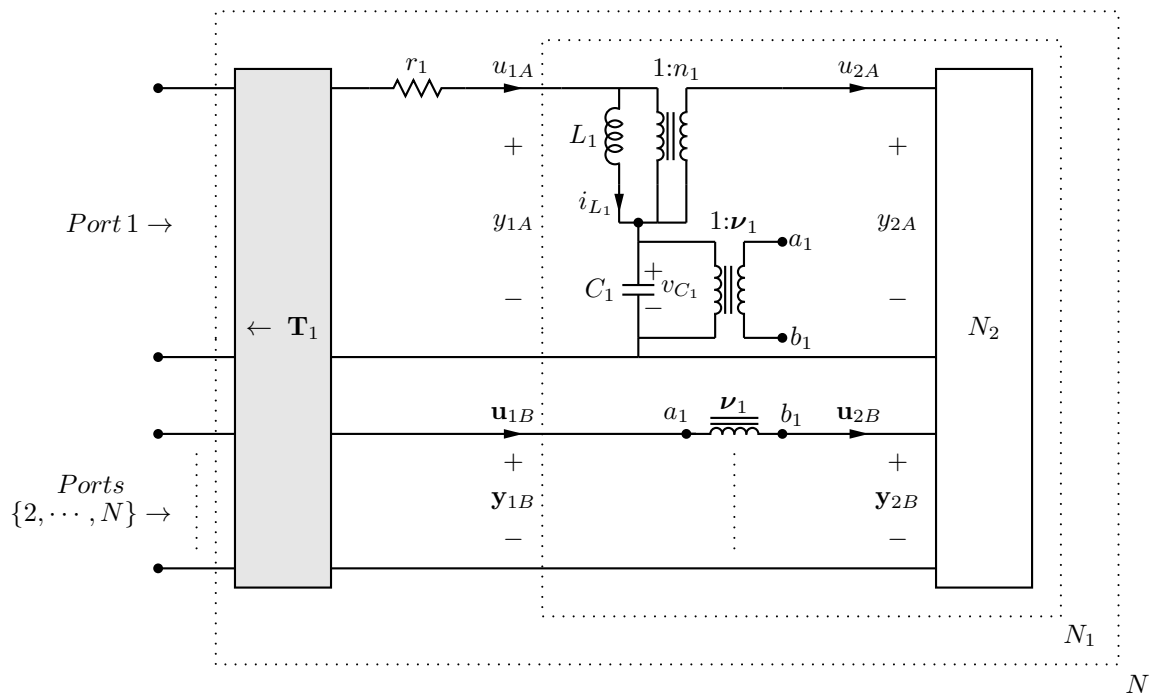 r₁
u₁A
1:n₁
u₂A
L₁
+
+
i_L₁
Port 1 →
y₁A
1:ν₁
y₂A
a₁
+
C₁
v_C₁
−
−
−
b₁
← T₁
N₂
u₁B
a₁
ν₁
b₁
u₂B
+
+
Ports
{2, ⋯ , N} →
y₁B
y₂B
−
−
N₁
N